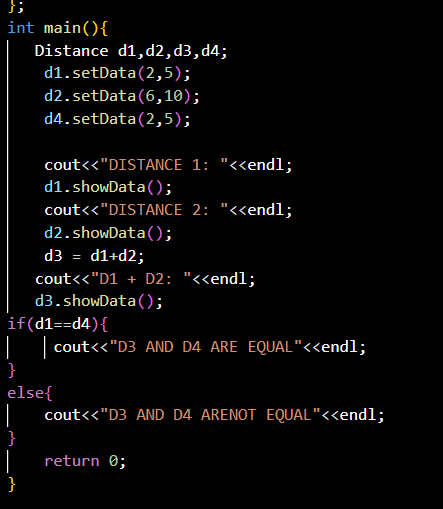 };
int main(){
Distance d1,d2,d3,d4;
d1.setData(2,5);
d2.setData(6,10);
d4.setData(2,5);
cout<<"DISTANCE 1: "<<endl;
d1.showData();
cout<<"DISTANCE 2: "<<endl;
d2.showData();
d3 = d1+d2;
cout<<"D1 + D2: "<<endl;
d3.showData();
if(d1==d4){
cout<<"D3 AND D4 ARE EQUAL"<<endl;
}
else{
cout<<"D3 AND D4 ARENOT EQUAL"<<endl;
}
return 0;
}